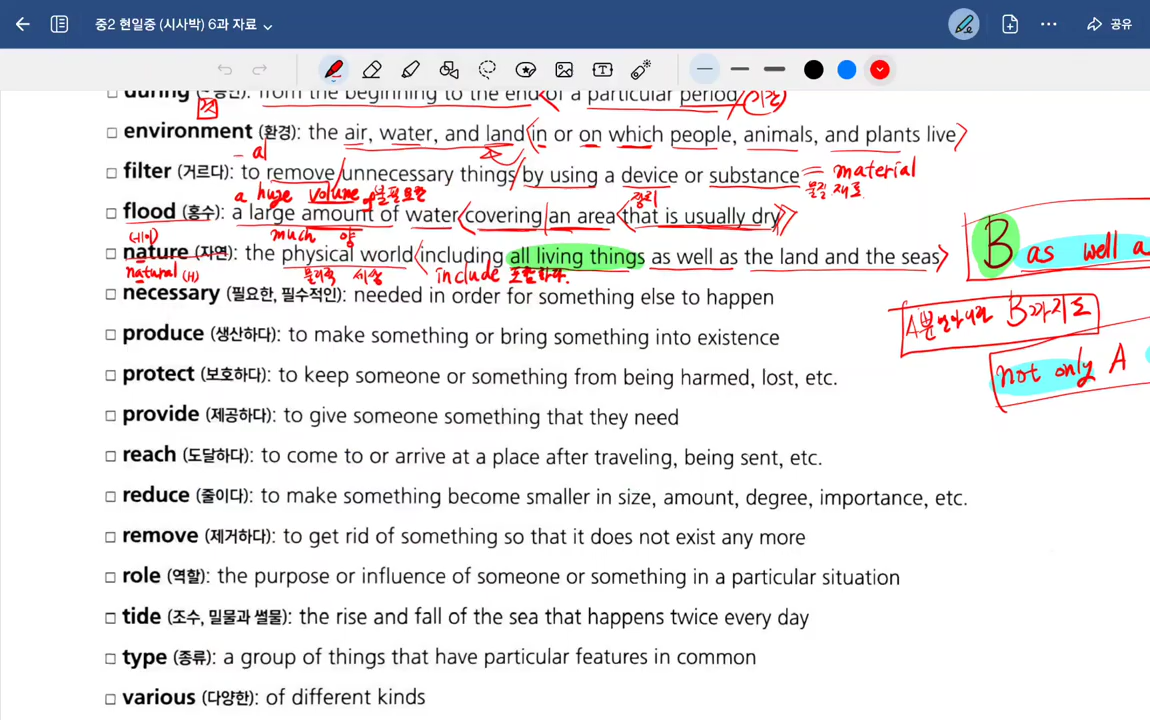 중2 현일중 (시사박) 6과 자료
공유
during : from the beginning to the end of a particular period 기간
environment (환경): the air, water, and land in or on which people, animals, and plants live
- al
filter (거르다): to remove unnecessary things by using a device or substance = material
a huge volume of 불필요한 장치 물질 재료
flood (홍수): a large amount of water covering an area that is usually dry
(네이) much 양
nature (자연): the physical world including all living things as well as the land and the seas
natural (H) 물리적 세상 include 포함하다.
B as well a
necessary (필요한, 필수적인): needed in order for something else to happen
A뿐만아니라 B까지도
produce (생산하다): to make something or bring something into existence
not only A
protect (보호하다): to keep someone or something from being harmed, lost, etc.
provide (제공하다): to give someone something that they need
reach (도달하다): to come to or arrive at a place after traveling, being sent, etc.
reduce (줄이다): to make something become smaller in size, amount, degree, importance, etc.
remove (제거하다): to get rid of something so that it does not exist any more
role (역할): the purpose or influence of someone or something in a particular situation
tide (조수, 밀물과 썰물): the rise and fall of the sea that happens twice every day
type (종류): a group of things that have particular features in common
various (다양한): of different kinds